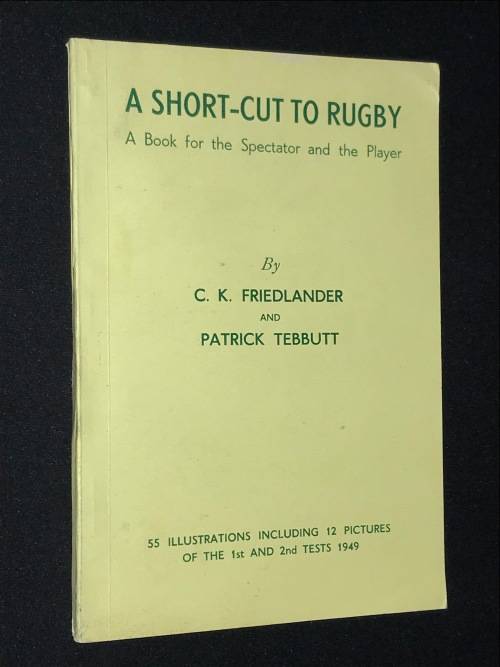 A SHORT-CUT TO RUGBY
A Book for the Spectator and the Player
By
C. K. FRIEDLANDER
AND
PATRICK TEBBUTT
55 ILLUSTRATIONS INCLUDING 12 PICTURES
OF THE 1st AND 2nd TESTS 1949